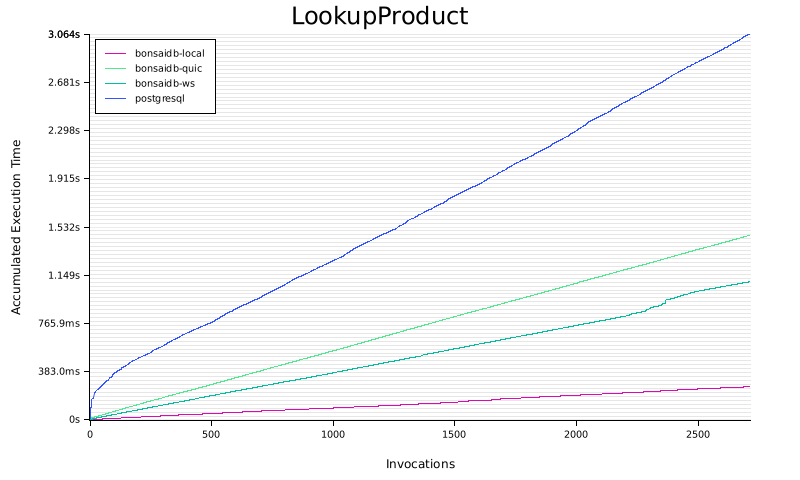 LookupProduct
3.064s
2.681s
2.298s
1.915s
1.532s
1.149s
765.9ms
383.0ms
0s
Accumulated Execution Time
bonsaidb-local
bonsaidb-quic
bonsaidb-ws
postgresql
0
500
1000
1500
2000
2500
Invocations